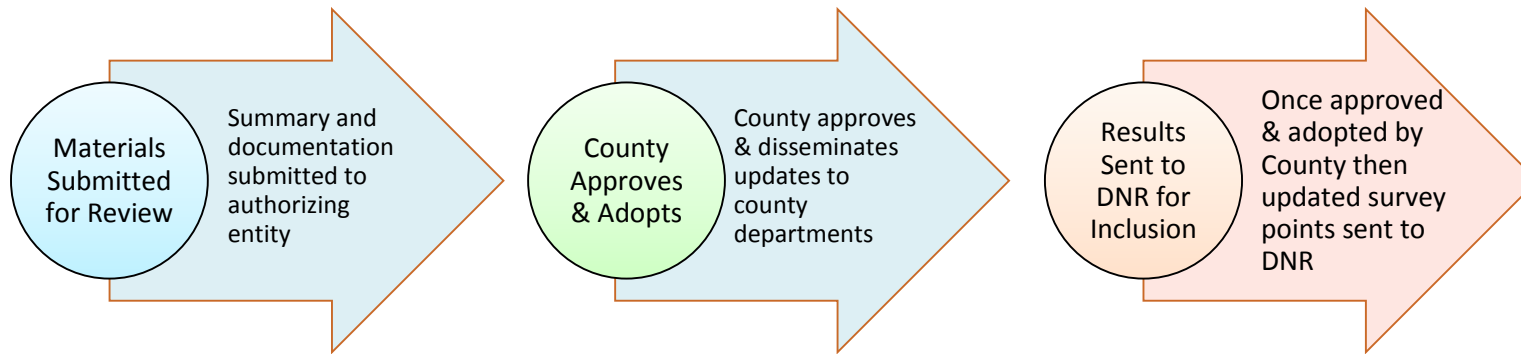 Materials
Submitted
for Review
Summary and
documentation
submitted to
authorizing
entity
County
Approves
& Adopts
County approves
& disseminates
updates to
county
departments
Results
Sent to
DNR for
Inclusion
Once approved
& adopted by
County then
updated survey
points sent to
DNR